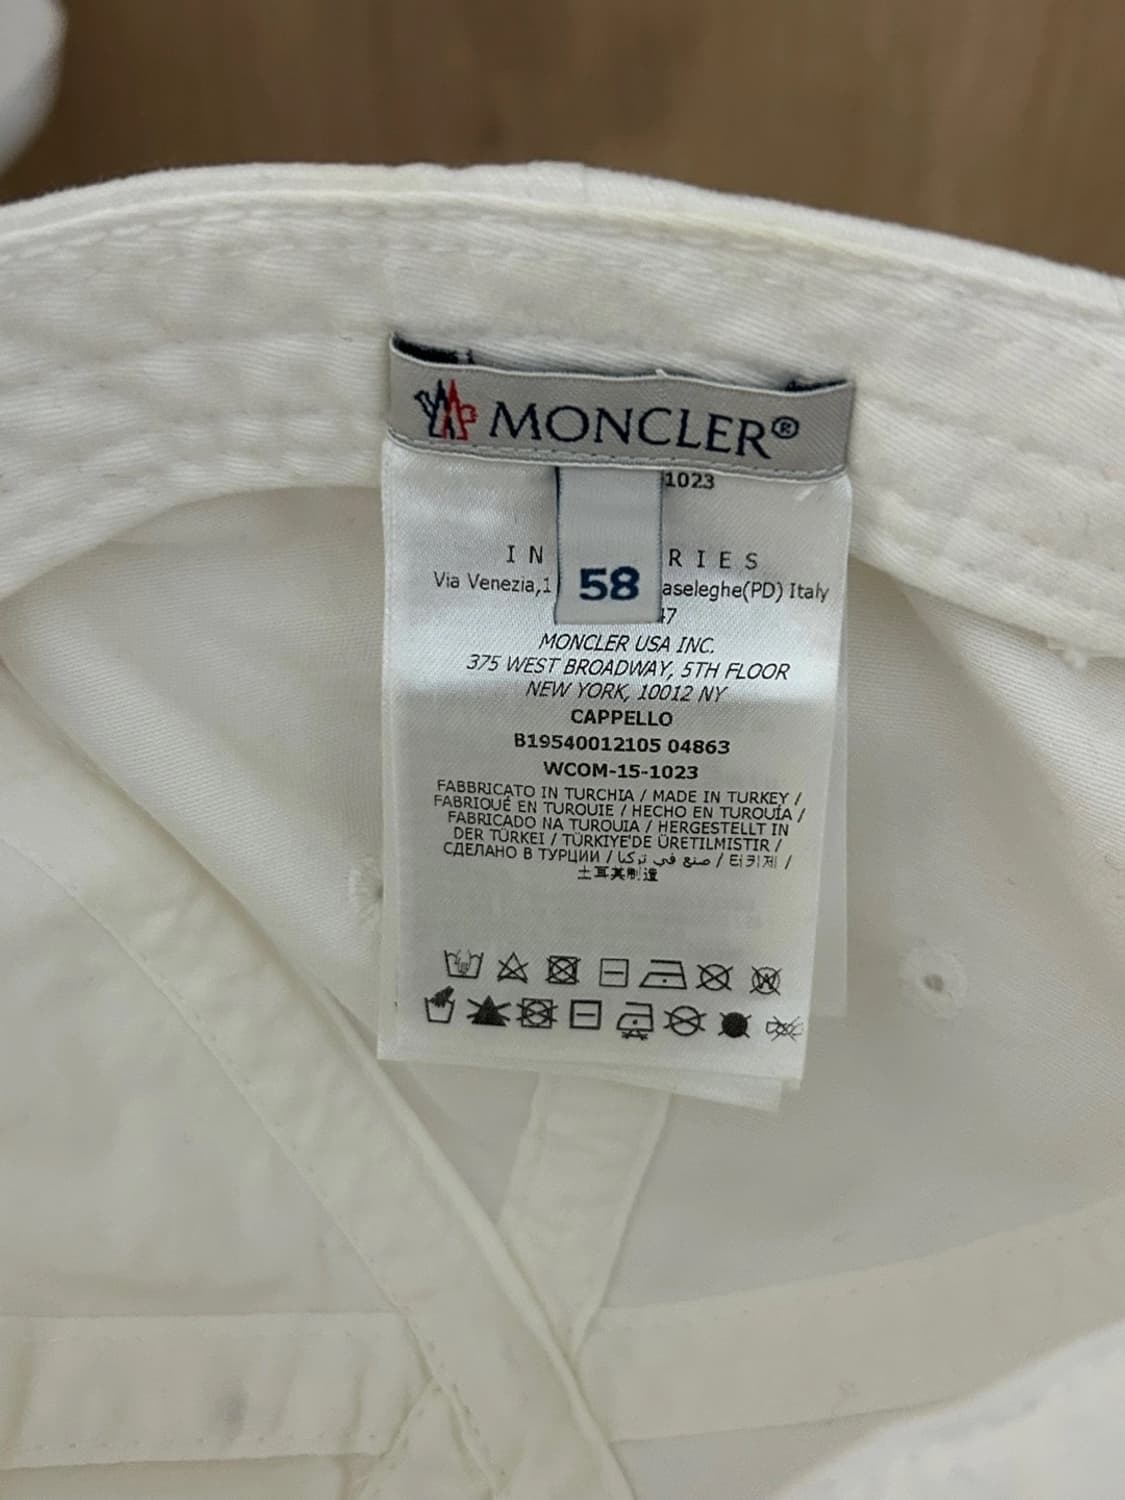 MONCLER®
1023
IN RIES
Via Venezia,1 aseleghe(PD) Italy
58
47
MONCLER USA INC.
375 WEST BROADWAY, 5TH FLOOR
NEW YORK, 10012 NY
CAPPELLO
B19540012105 04863
WCOM-15-1023
FABBRICATO IN TURCHIA / MADE IN TURKEY /
FABRIQUÉ EN TURQUIE / HECHO EN TURQUÍA /
FABRICADO NA TURQUIA / HERGESTELLT IN
DER TÜRKEI / TÜRKIYE'DE ÜRETILMISTIR /
СДЕЛАНО В ТУРЦИИ / صنع في تركيا / 터키제 /
土耳其制造